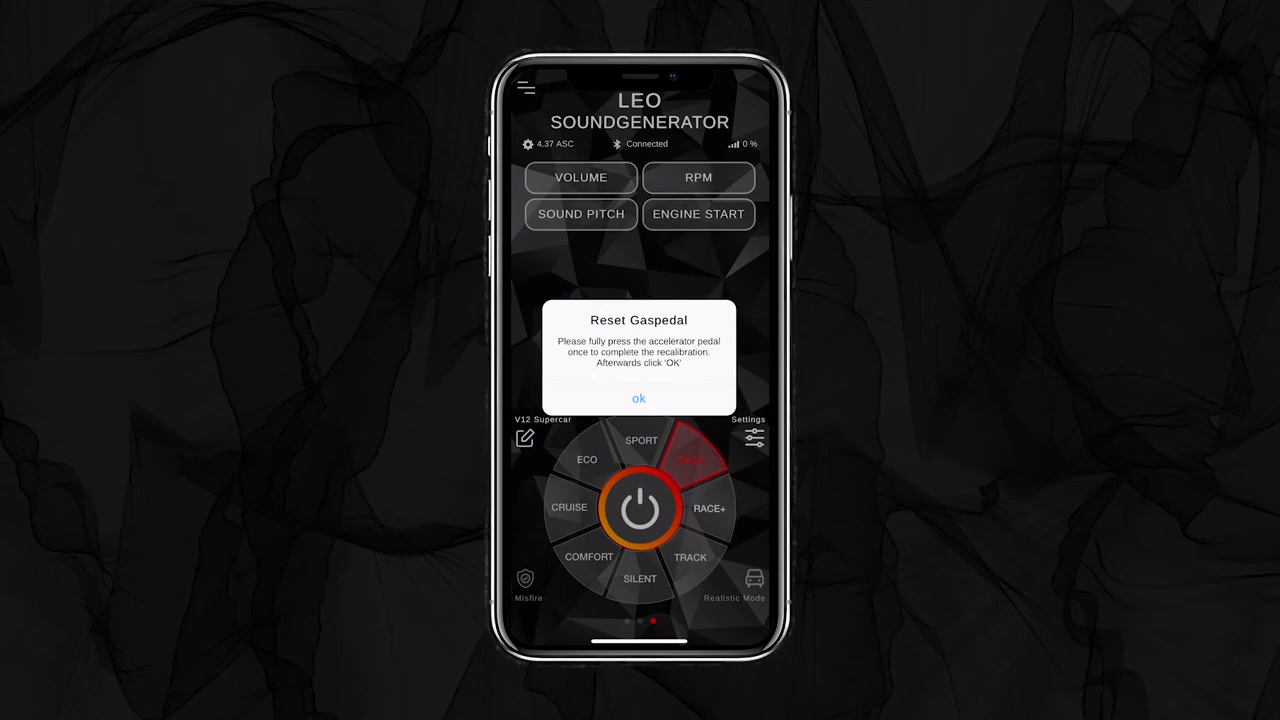 LEO
SOUNDGENERATOR
4.37 ASC
Connected
0 %
VOLUME
RPM
SOUND PITCH
ENGINE START
Reset Gaspedal
Please fully press the accelerator pedal
once to complete the recalibration.
Afterwards click 'OK'
ok
V12 Supercar
Settings
SPORT
ECO
RACE
CRUISE
RACE+
COMFORT
TRACK
SILENT
Misfire
Realistic Mode